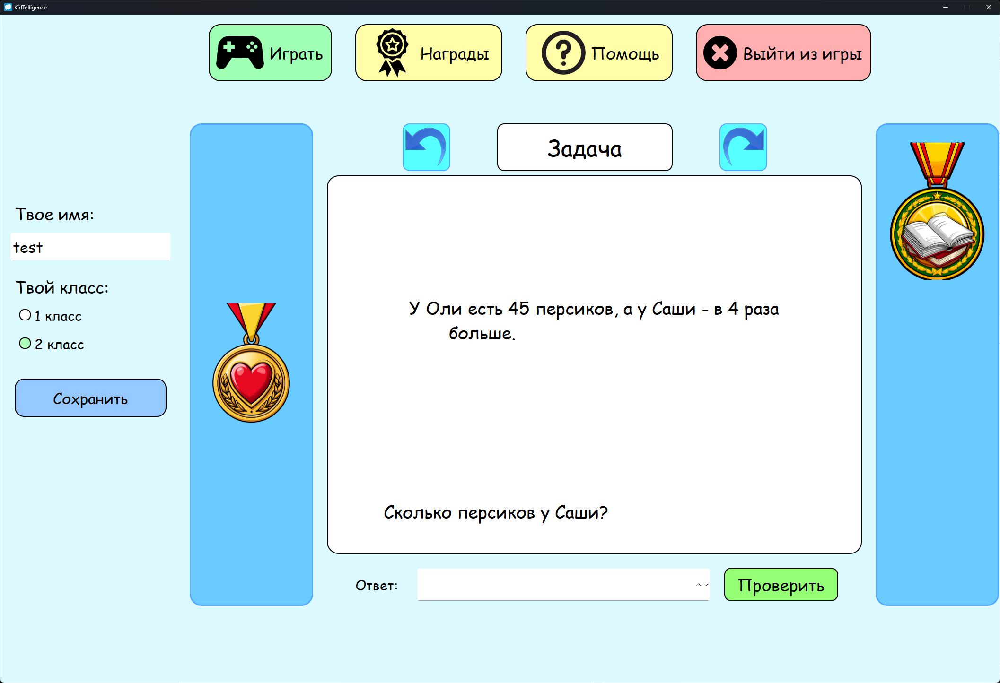 KidTelligence
Играть
Награды
Помощь
Выйти из игры
Задача
Твое имя:
test
Твой класс:
1 класс
2 класс
Сохранить
У Оли есть 45 персиков, а у Саши - в 4 раза
больше.
Сколько персиков у Саши?
Ответ:
Проверить